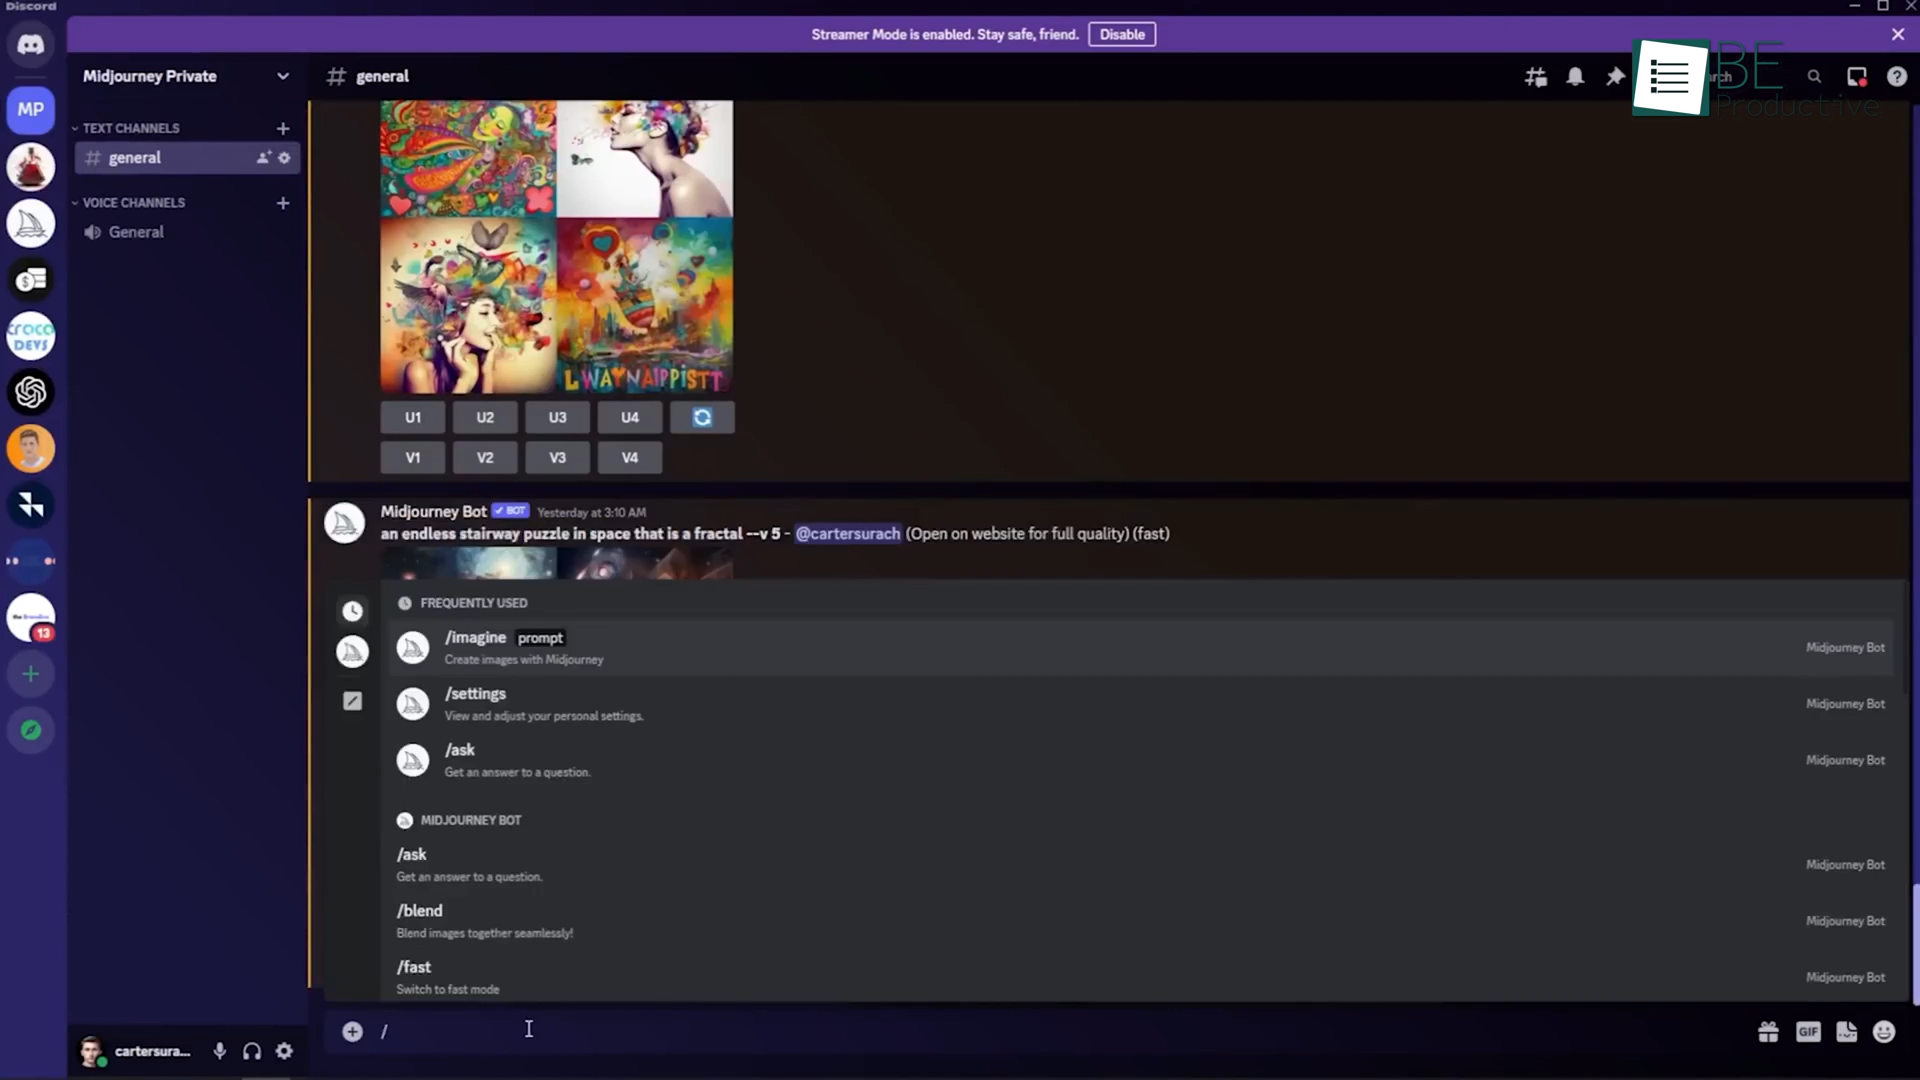 Discord
Streamer Mode is enabled. Stay safe, friend.
Disable
Midjourney Private
general
BE
Productive
MP
TEXT CHANNELS
general
VOICE CHANNELS
General
croco
DEVS
LWAYNAIPPISTT
U1 U2 U3 U4
V1 V2 V3 V4
Midjourney Bot ✓ BOT Yesterday at 3:10 AM
an endless stairway puzzle in space that is a fractal --v 5 - @cartersurach (Open on website for full quality) (fast)
FREQUENTLY USED
/imagine prompt
Create images with Midjourney
Midjourney Bot
/settings
View and adjust your personal settings.
Midjourney Bot
/ask
Get an answer to a question.
Midjourney Bot
MIDJOURNEY BOT
/ask
Get an answer to a question.
Midjourney Bot
/blend
Blend images together seamlessly!
Midjourney Bot
/fast
Switch to fast mode
Midjourney Bot
13
cartersura...
/
GIF